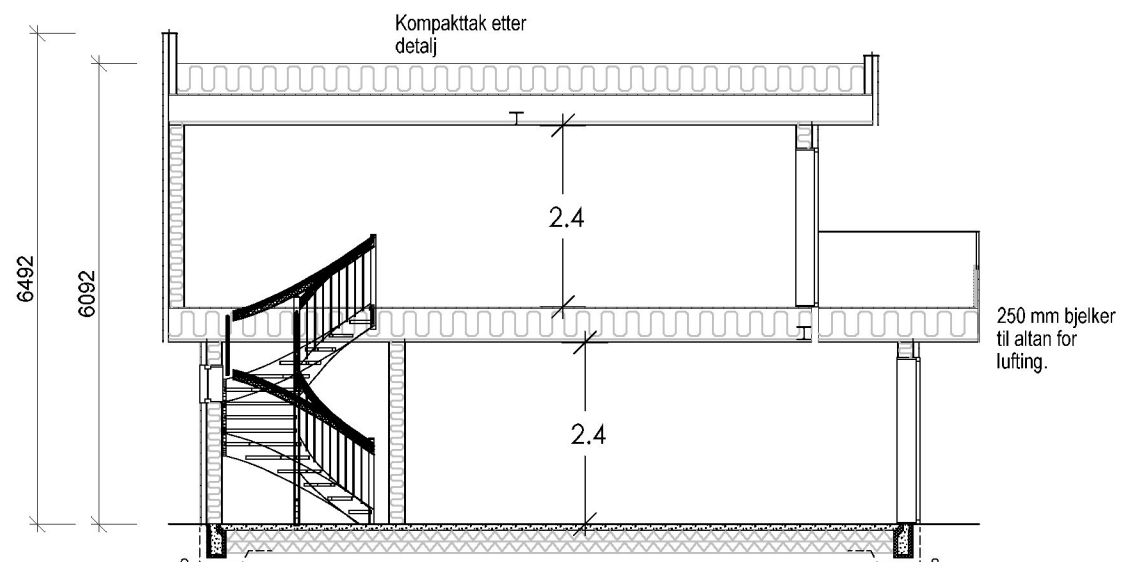 Kompakttak etter
detalj
6492
6092
2.4
250 mm bjelker
til altan for
lufting.
2.4